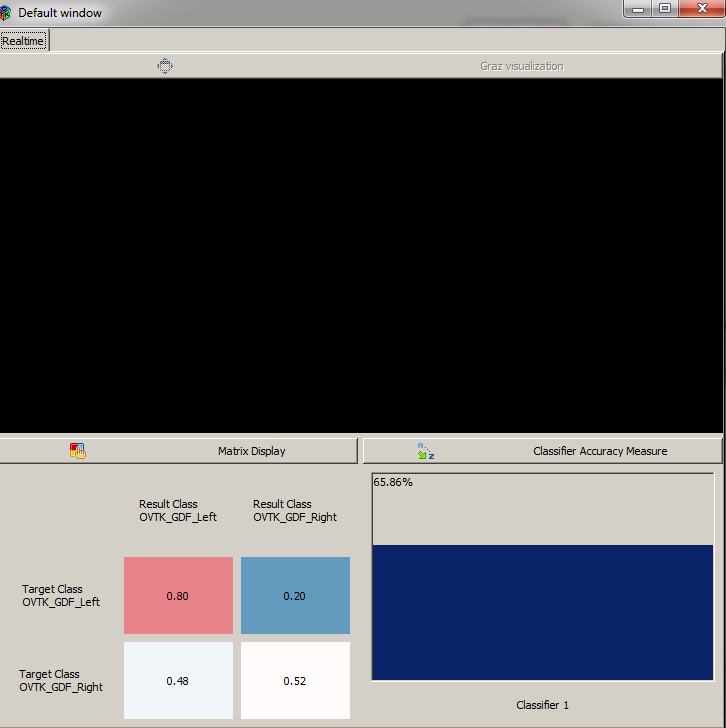 Default window
Realtime
Graz visualization
Matrix Display
Classifier Accuracy Measure
65.86%
Result Class
OVTK_GDF_Left
Result Class
OVTK_GDF_Right
Target Class
OVTK_GDF_Left
0.80
0.20
Target Class
OVTK_GDF_Right
0.48
0.52
Classifier 1